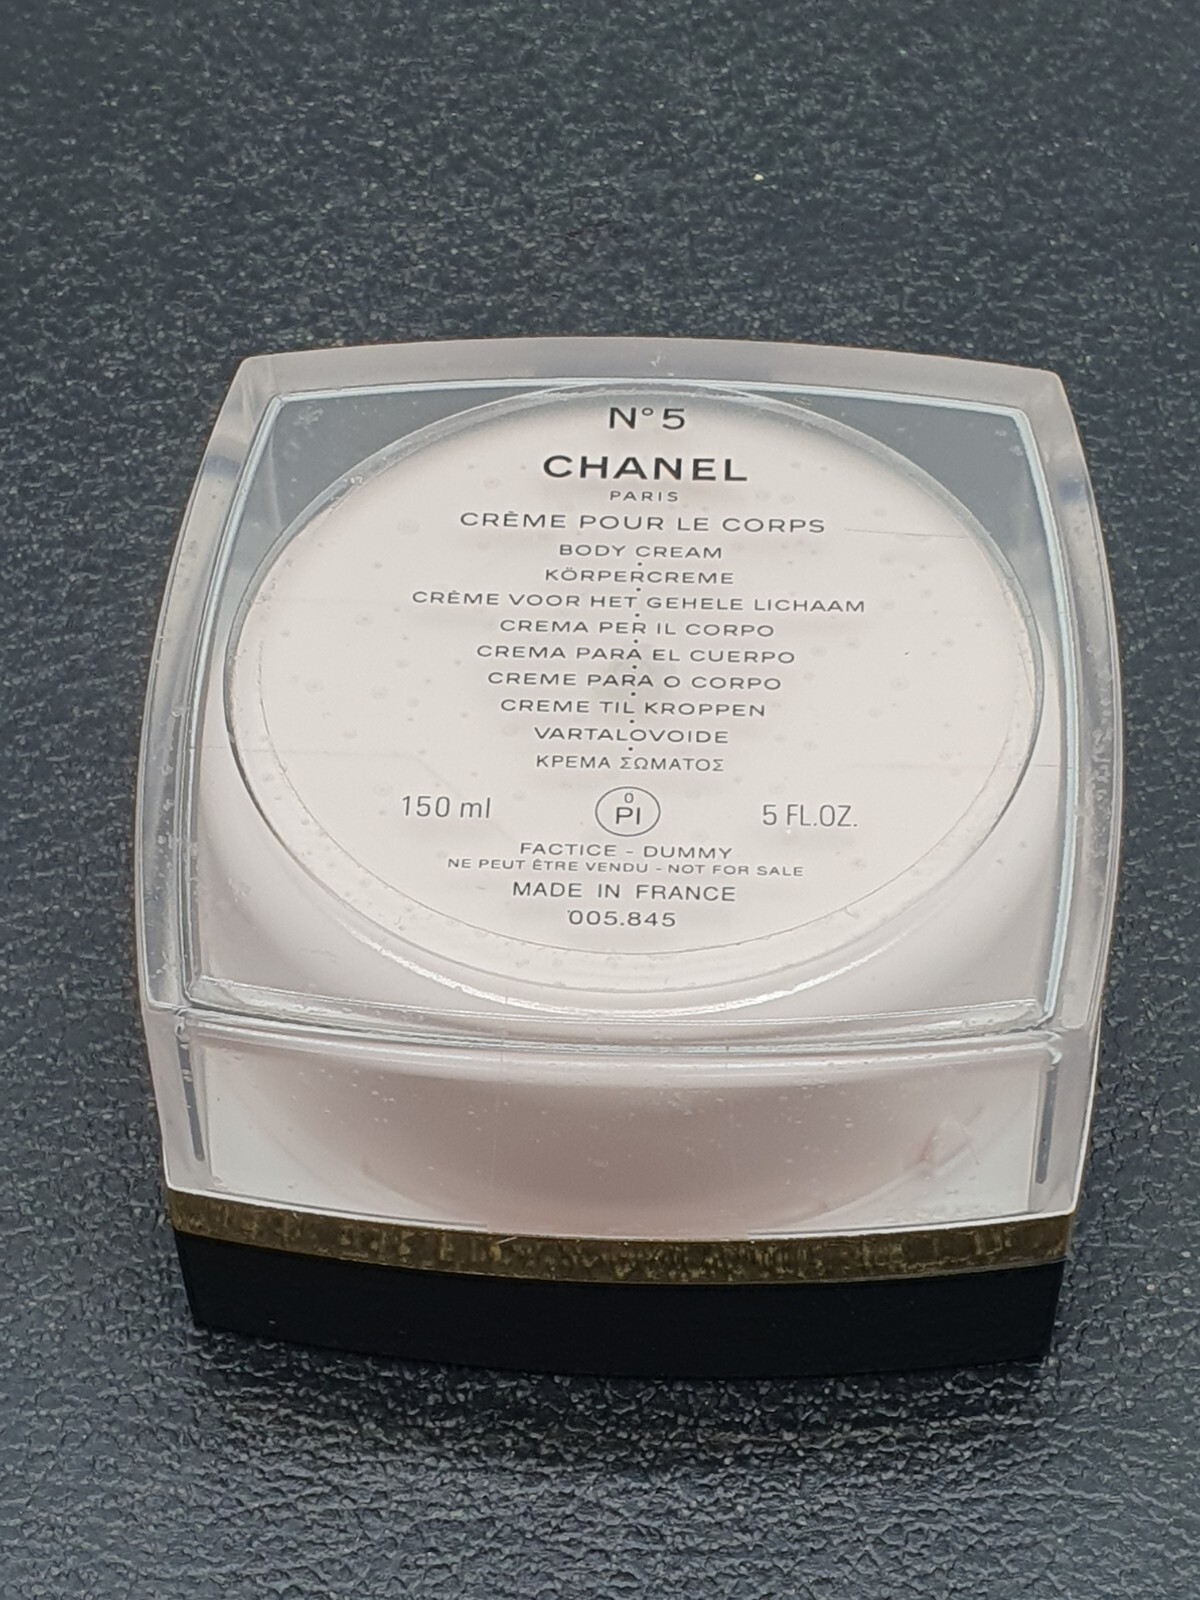 N°5
CHANEL
PARIS
CRÈME POUR LE CORPS
BODY CREAM
KÖRPERCREME
CRÈME VOOR HET GEHELE LICHAAM
CREMA PER IL CORPO
CREMA PARA EL CUERPO
CREME PARA O CORPO
CREME TIL KROPPEN
VARTALOVOIDE
ΚΡΕΜΑ ΣΩΜΑΤΟΣ
150 ml 0 PI 5 FL.OZ.
FACTICE - DUMMY
NE PEUT ÊTRE VENDU - NOT FOR SALE
MADE IN FRANCE
005.845